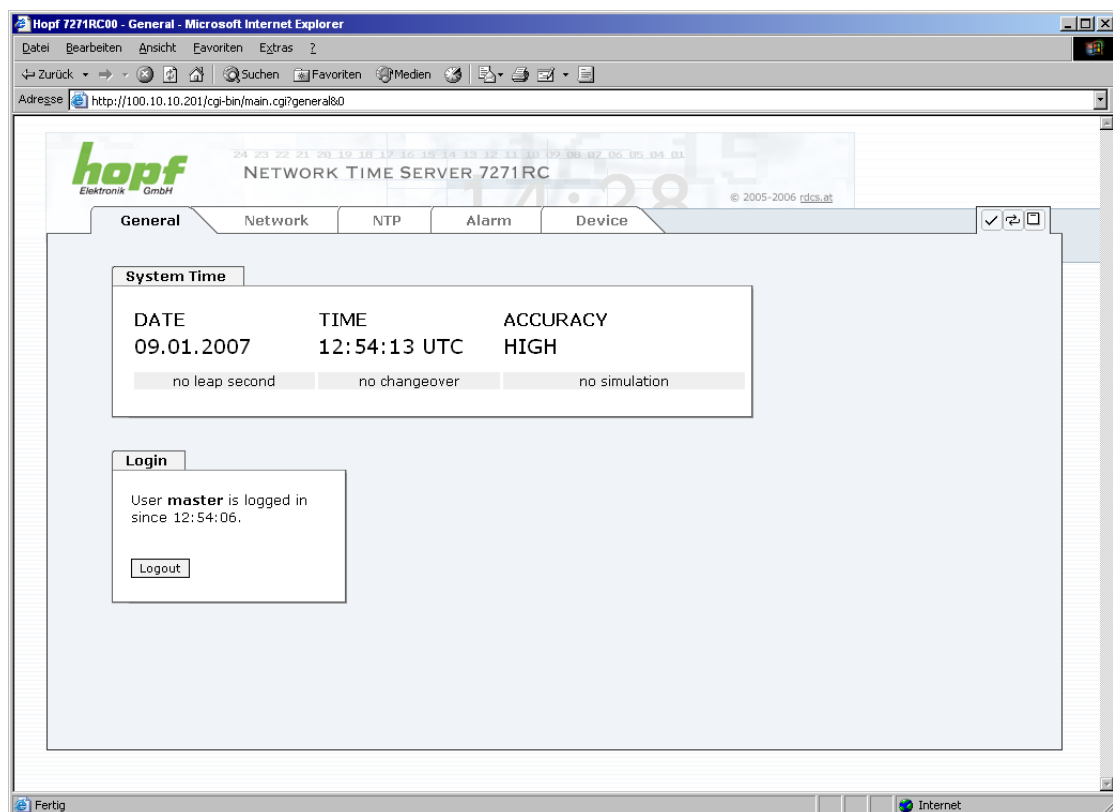 Hopf 7271RC00 - General - Microsoft Internet Explorer
Datei Bearbeiten Ansicht Favoriten Extras ?
Zurück Suchen Favoriten Medien
Adresse http://100.10.10.201/cgi-bin/main.cgi?general&0
hopf
Elektronik GmbH
24 23 22 21 20 19 18 17 16 15 14 13 12 11 10 09 08 07 06 05 04 01
NETWORK TIME SERVER 7271RC
14:28
© 2005-2006 rdcs.at
General Network NTP Alarm Device
System Time
DATE TIME ACCURACY
09.01.2007 12:54:13 UTC HIGH
no leap second no changeover no simulation
Login
User master is logged in
since 12:54:06.
Logout
Fertig Internet